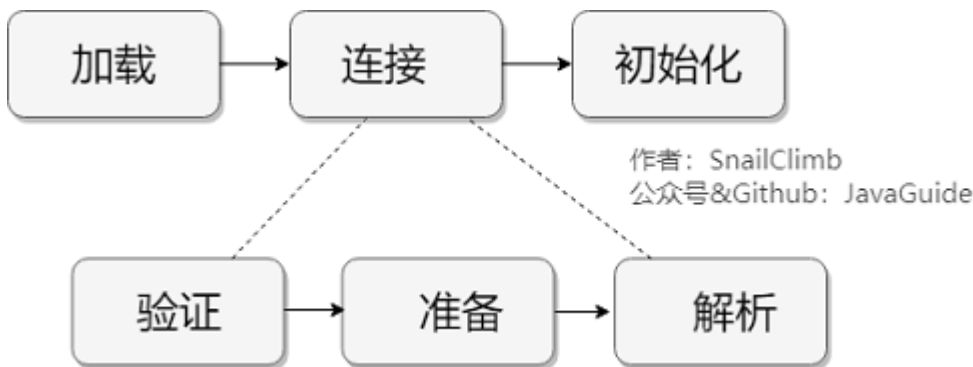 加载
连接
初始化
作者：SnailClimb
公众号&Github：JavaGuide
验证
准备
解析